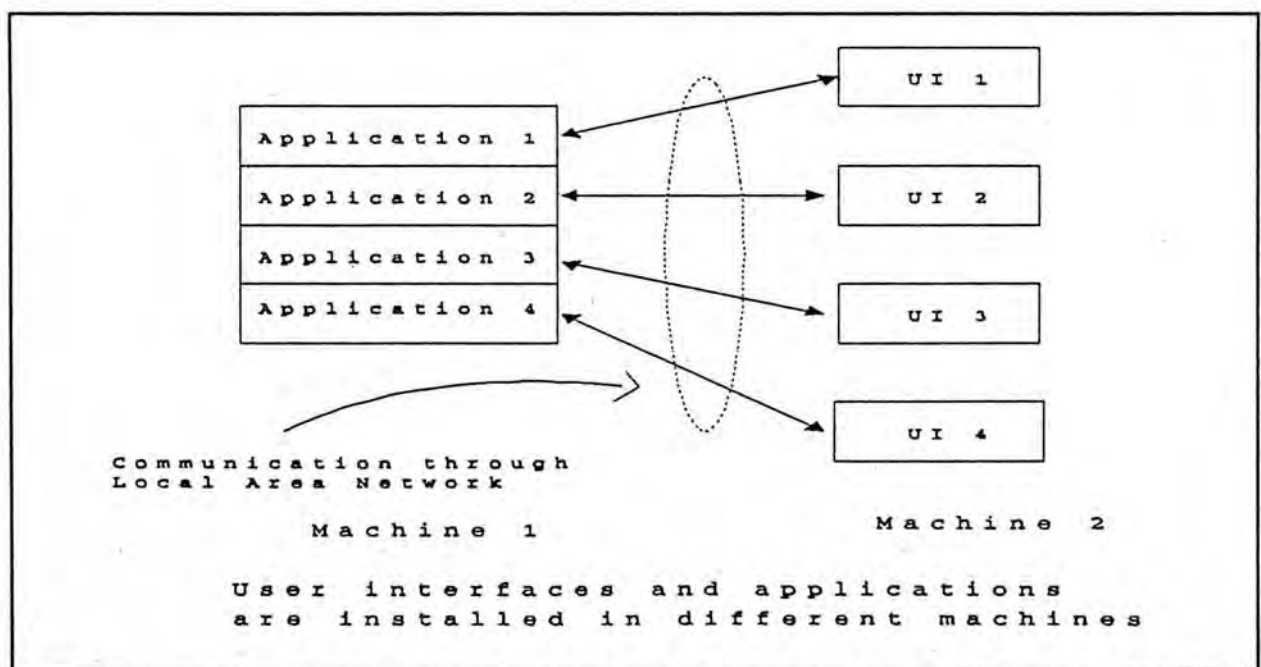 Application 1
Application 2
Application 3
Application 4
UI 1
UI 2
UI 3
UI 4
Communication through
Local Area Network
Machine 1
Machine 2
User interfaces and applications
are installed in different machines